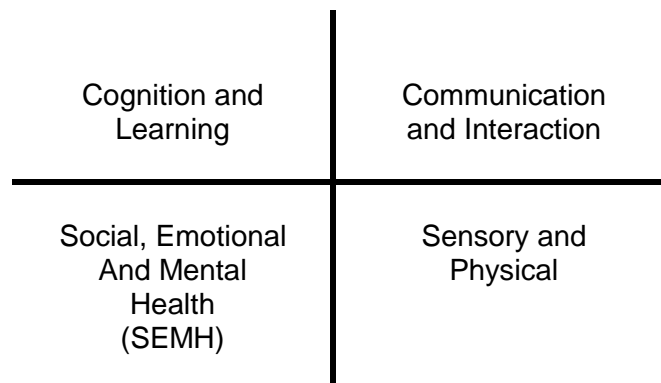 Cognition and
Learning
Communication
and Interaction
Social, Emotional
And Mental
Health
(SEMH)
Sensory and
Physical